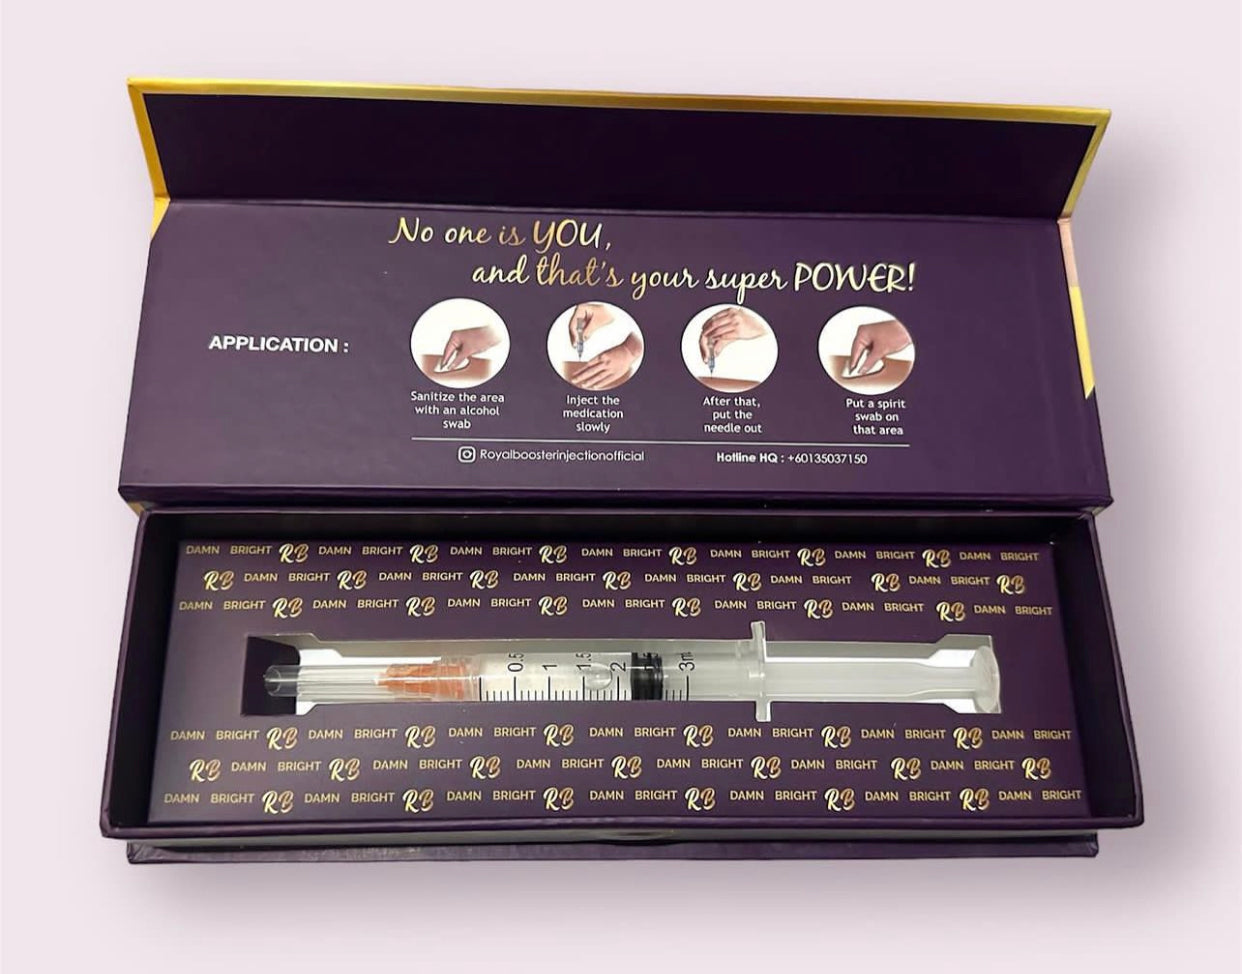 No one is YOU,
and that's your super POWER!
APPLICATION :
Sanitize the area
with an alcohol
swab
Inject the
medication
slowly
After that,
put the
needle out
Put a spirit
swab on
that area
Royalboosterinjectionofficial
Hotline HQ : +60135037150
DAMN BRIGHT RB DAMN BRIGHT RB DAMN BRIGHT RB DAMN BRIGHT RB DAMN BRIGHT RB DAMN BRIGHT RB DAMN BRIGHT
RB DAMN BRIGHT RB DAMN BRIGHT RB DAMN BRIGHT RB DAMN BRIGHT RB DAMN BRIGHT RB DAMN BRIGHT RB
DAMN BRIGHT RB DAMN BRIGHT RB DAMN BRIGHT RB DAMN BRIGHT RB DAMN BRIGHT RB DAMN BRIGHT RB DAMN BRIGHT
0.5 1 1.5 2 3
DAMN BRIGHT RB DAMN BRIGHT RB DAMN BRIGHT RB DAMN BRIGHT RB DAMN BRIGHT RB DAMN BRIGHT RB DAMN BRIGHT
RB DAMN BRIGHT RB DAMN BRIGHT RB DAMN BRIGHT RB DAMN BRIGHT RB DAMN BRIGHT RB DAMN BRIGHT RB
DAMN BRIGHT RB DAMN BRIGHT RB DAMN BRIGHT RB DAMN BRIGHT RB DAMN BRIGHT RB DAMN BRIGHT RB DAMN BRIGHT